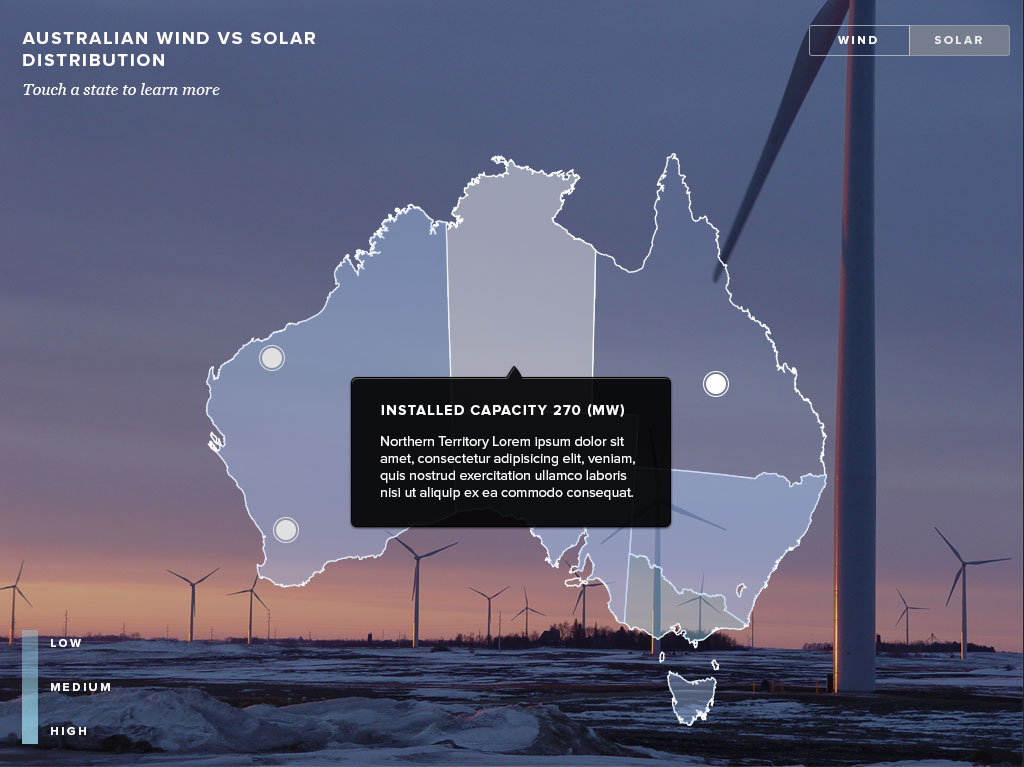 AUSTRALIAN WIND VS SOLAR
DISTRIBUTION
Touch a state to learn more
WIND
SOLAR
INSTALLED CAPACITY 270 (MW)
Northern Territory Lorem ipsum dolor sit
amet, consectetur adipisicing elit, veniam,
quis nostrud exercitation ullamco laboris
nisi ut aliquip ex ea commodo consequat.
LOW
MEDIUM
HIGH